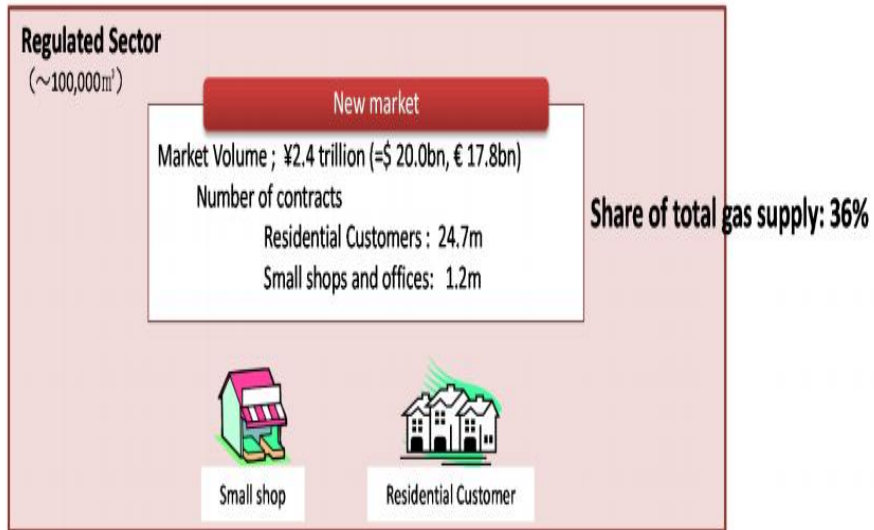 Regulated Sector
(～100,000㎥)
New market
Market Volume ; ¥2.4 trillion (=$ 20.0bn, € 17.8bn)
Number of contracts
Residential Customers : 24.7m
Small shops and offices: 1.2m
Share of total gas supply: 36%
Small shop
Residential Customer